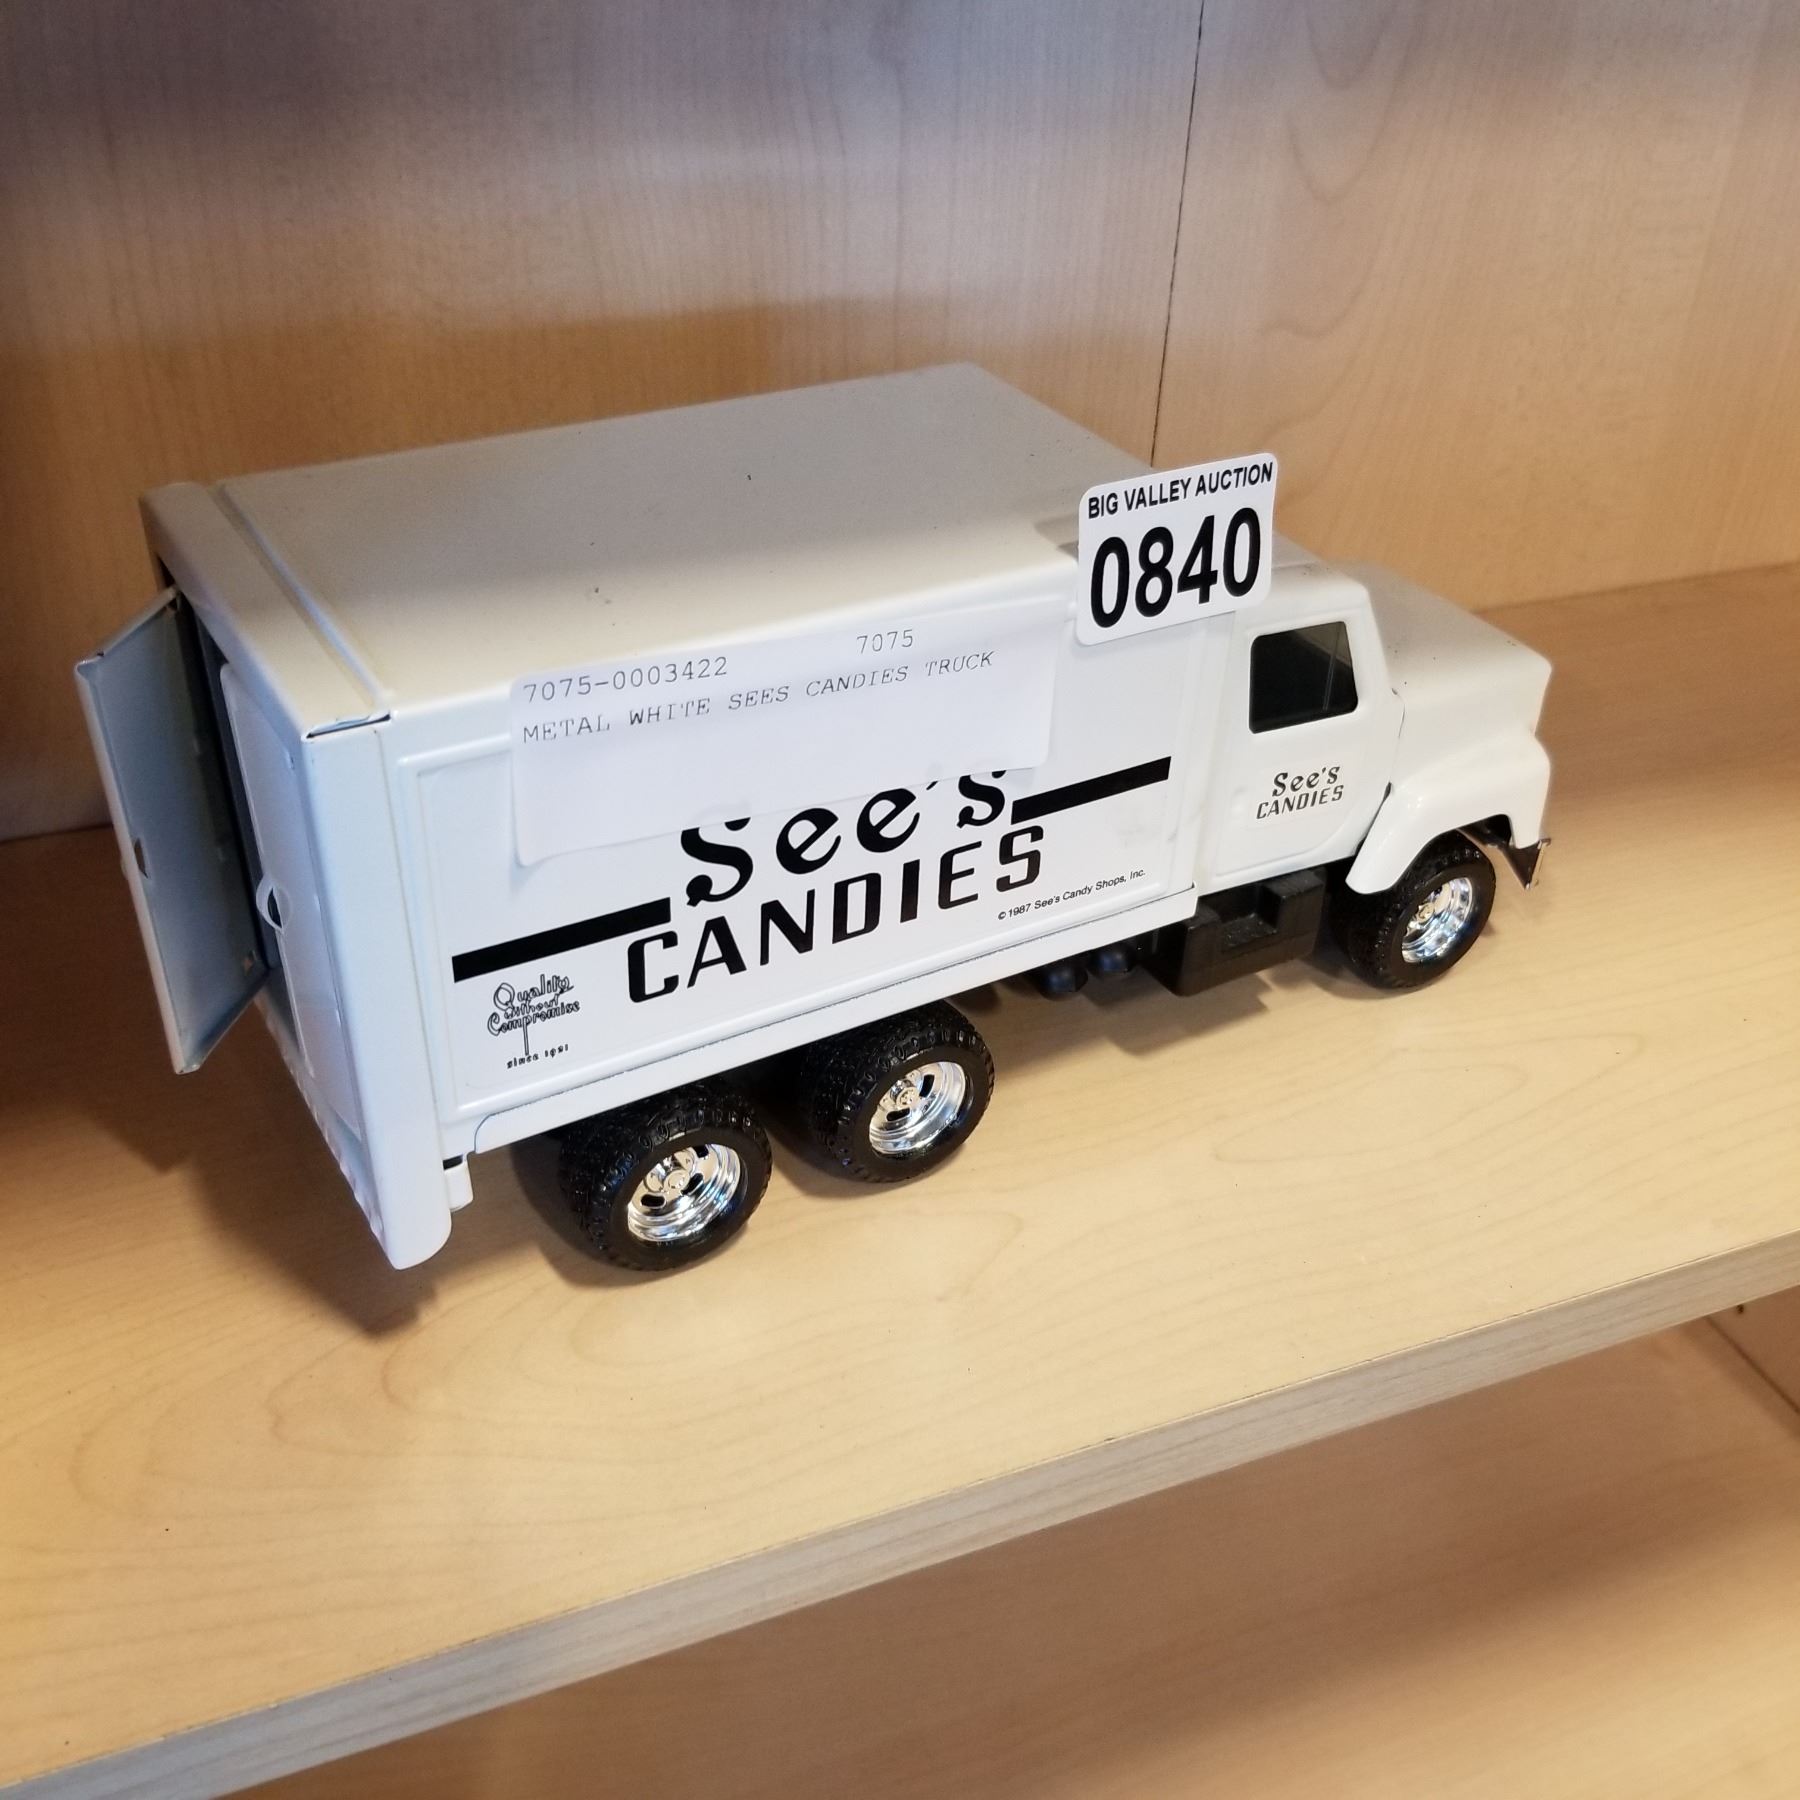 BIG VALLEY AUCTION
0840
7075-0003422 7075
METAL WHITE SEES CANDIES TRUCK
See's
CANDIES
© 1987 See's Candy Shops, Inc.
Quality
without
Compromise
since 1921
See's
CANDIES